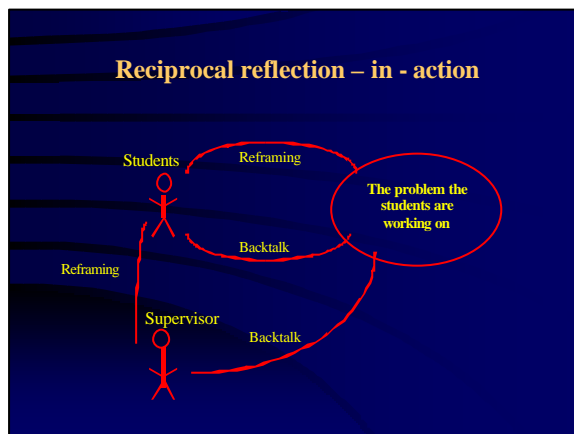 Reciprocal reflection – in - action
Students
Reframing
The problem the
students are
working on
Backtalk
Reframing
Supervisor
Backtalk